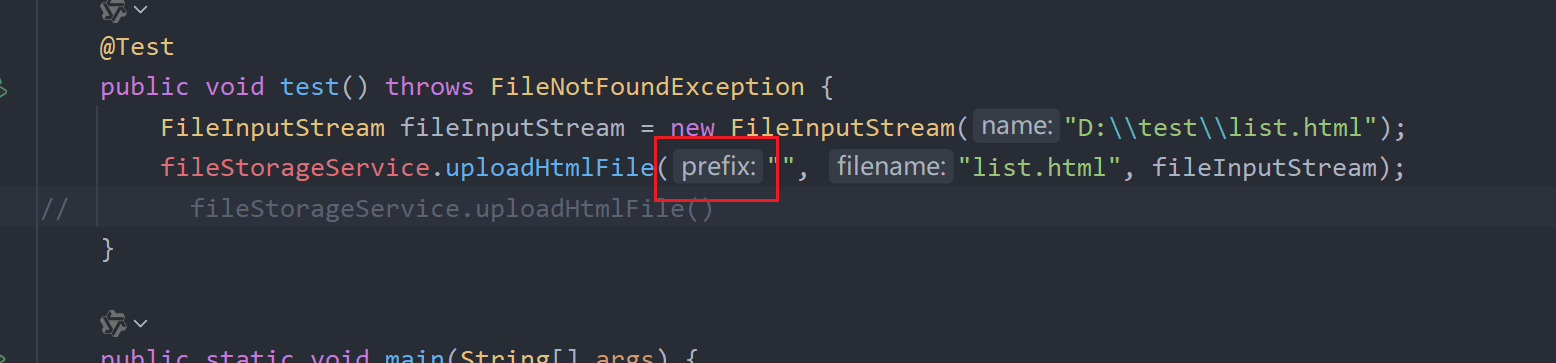 @Test
public void test() throws FileNotFoundException {
FileInputStream fileInputStream = new FileInputStream( name: "D:\\test\\list.html");
fileStorageService.uploadHtmlFile( prefix: "", filename: "list.html", fileInputStream);
// fileStorageService.uploadHtmlFile()
}
public static void main(String[] args) {